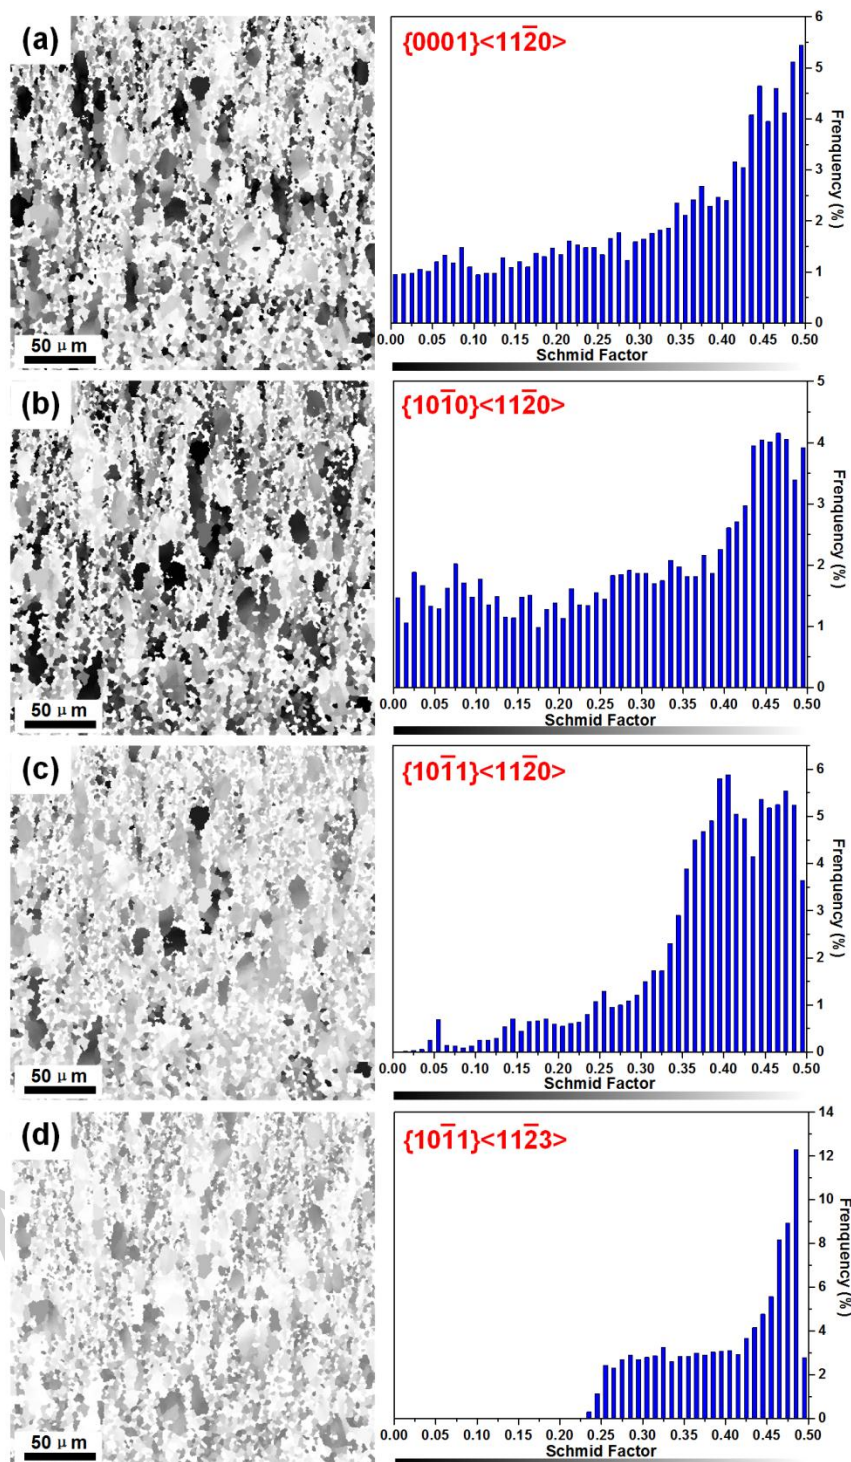 (a)
{0001}<112̅0>
50 μm
0 1 2 3 4 5 6
Frenquency (%)
0.00 0.05 0.10 0.15 0.20 0.25 0.30 0.35 0.40 0.45 0.50
Schmid Factor
(b)
{101̅0}<112̅0>
50 μm
0 1 2 3 4 5
Frenquency (%)
0.00 0.05 0.10 0.15 0.20 0.25 0.30 0.35 0.40 0.45 0.50
Schmid Factor
(c)
{101̅1}<112̅0>
50 μm
0 1 2 3 4 5 6
Frenquency (%)
0.00 0.05 0.10 0.15 0.20 0.25 0.30 0.35 0.40 0.45 0.50
Schmid Factor
(d)
{101̅1}<112̅3>
50 μm
0 2 4 6 8 10 12 14
Frenquency (%)
0.00 0.05 0.10 0.15 0.20 0.25 0.30 0.35 0.40 0.45 0.50
Schmid Factor